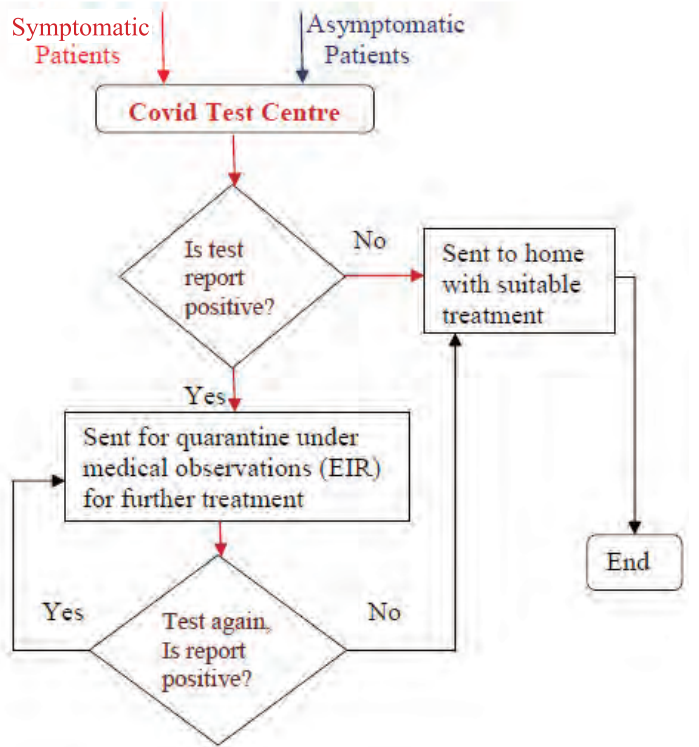 Symptomatic
Patients
Asymptomatic
Patients
Covid Test Centre
Is test
report
positive?
No
Sent to home
with suitable
treatment
Yes
Sent for quarantine under
medical observations (EIR)
for further treatment
End
Yes
Test again,
Is report
positive?
No